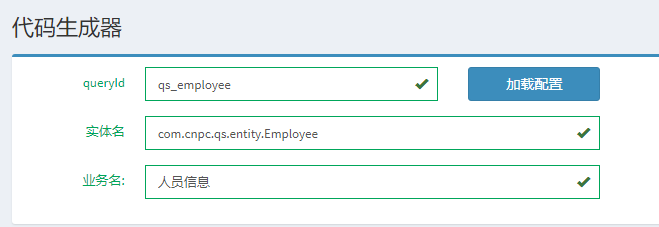 代码生成器
queryId qs_employee 加载配置
实体名 com.cnpc.qs.entity.Employee
业务名: 人员信息